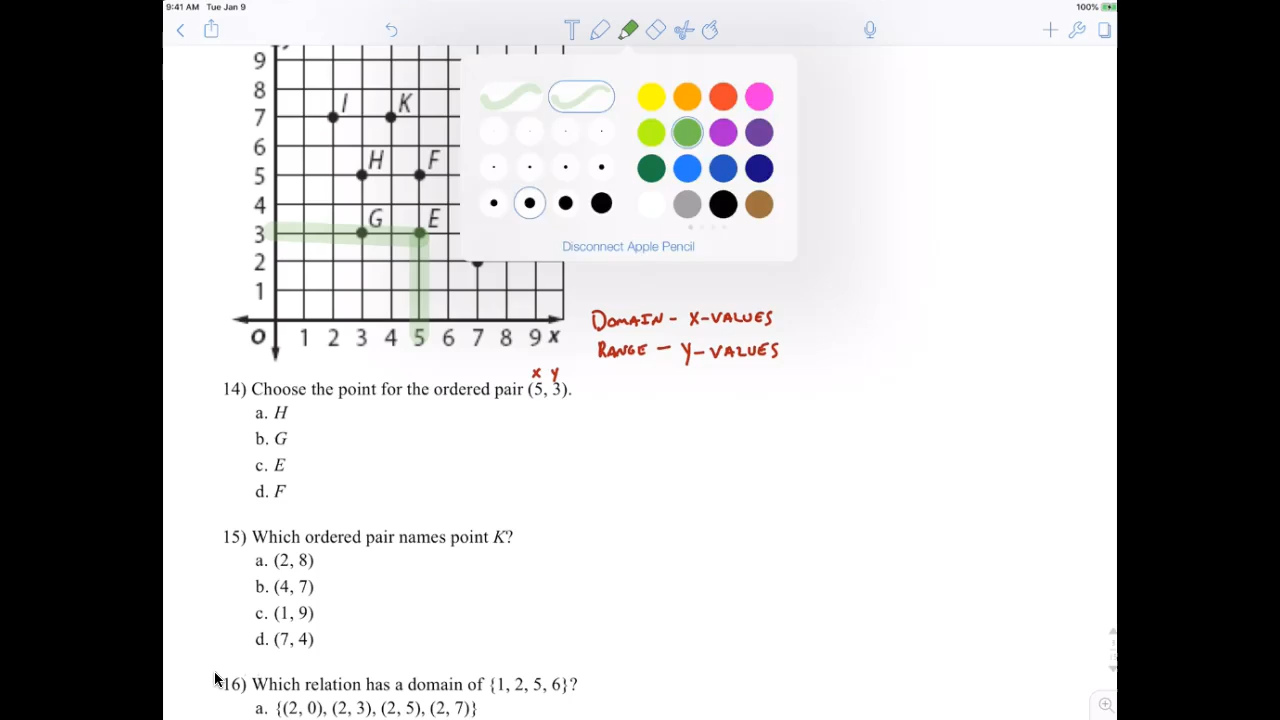 9:41 AM Tue Jan 9
100%
T
9
8
7
6
5
4
3
2
1
I
K
H
F
G
E
O 1 2 3 4 5 6 7 8 9 x
Disconnect Apple Pencil
DOMAIN - X-VALUES
RANGE - Y-VALUES
x y
14) Choose the point for the ordered pair (5, 3).
a. H
b. G
c. E
d. F
15) Which ordered pair names point K?
a. (2, 8)
b. (4, 7)
c. (1, 9)
d. (7, 4)
16) Which relation has a domain of {1, 2, 5, 6}?
a. {(2, 0), (2, 3), (2, 5), (2, 7)}